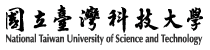 國立臺灣科技大學
National Taiwan University of Science and Technology